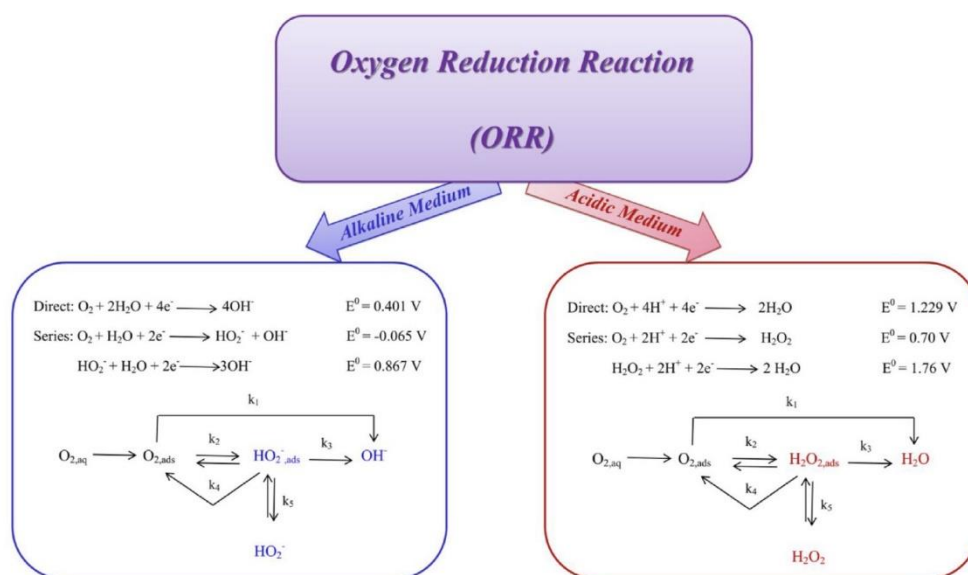 Oxygen Reduction Reaction
(ORR)
Alkaline Medium
Acidic Medium
Direct: O₂ + 2H₂O + 4e⁻ ⟶ 4OH⁻ E⁰ = 0.401 V
Series: O₂ + H₂O + 2e⁻ ⟶ HO₂⁻ + OH⁻ E⁰ = -0.065 V
HO₂⁻ + H₂O + 2e⁻ ⟶ 3OH⁻ E⁰ = 0.867 V
k₁
k₂
k₃
O₂,aq ⟶ O₂,ads ⇌ HO₂⁻,ads ⟶ OH⁻
k₄
k₅
HO₂⁻
Direct: O₂ + 4H⁺ + 4e⁻ ⟶ 2H₂O E⁰ = 1.229 V
Series: O₂ + 2H⁺ + 2e⁻ ⟶ H₂O₂ E⁰ = 0.70 V
H₂O₂ + 2H⁺ + 2e⁻ ⟶ 2 H₂O E⁰ = 1.76 V
k₁
k₂
k₃
O₂,aq ⟶ O₂,ads ⇌ H₂O₂,ads ⟶ H₂O
k₄
k₅
H₂O₂